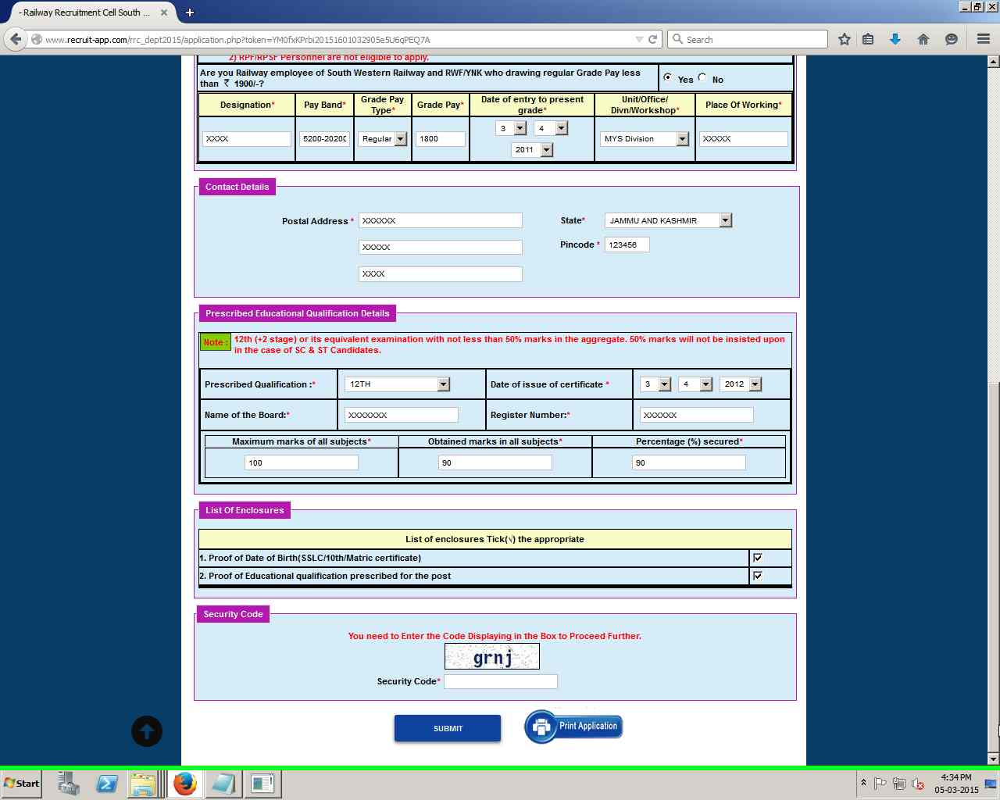 - Railway Recruitment Cell South ...
www.recruit-app.com/rrc_dept2015/application.php?token=YM0fxKPrbi20151601032905e5U6qPEQ7A
Search
2) RPF/RPSF Personnel are not eligible to apply.
Are you Railway employee of South Western Railway and RWF/YNK who drawing regular Grade Pay less
than ₹ 1900/-?
Yes No
Designation* Pay Band* Grade Pay Type* Grade Pay* Date of entry to present grade* Unit/Office/ Divn/Workshop* Place Of Working*
XXXX 5200-2020 Regular 1800 3 4 2011 MYS Division XXXXX
Contact Details
Postal Address * XXXXXX State* JAMMU AND KASHMIR
XXXXX Pincode * 123456
XXXX
Prescribed Educational Qualification Details
Note : 12th (+2 stage) or its equivalent examination with not less than 50% marks in the aggregate. 50% marks will not be insisted upon
in the case of SC & ST Candidates.
Prescribed Qualification :* 12TH Date of issue of certificate * 3 4 2012
Name of the Board:* XXXXXXX Register Number:* XXXXXX
Maximum marks of all subjects* Obtained marks in all subjects* Percentage (%) secured*
100 90 90
List Of Enclosures
List of enclosures Tick(√) the appropriate
1. Proof of Date of Birth(SSLC/10th/Matric certificate)
2. Proof of Educational qualification prescribed for the post
Security Code
You need to Enter the Code Displaying in the Box to Proceed Further.
grnj
Security Code*
SUBMIT Print Application
Start
4:34 PM
05-03-2015